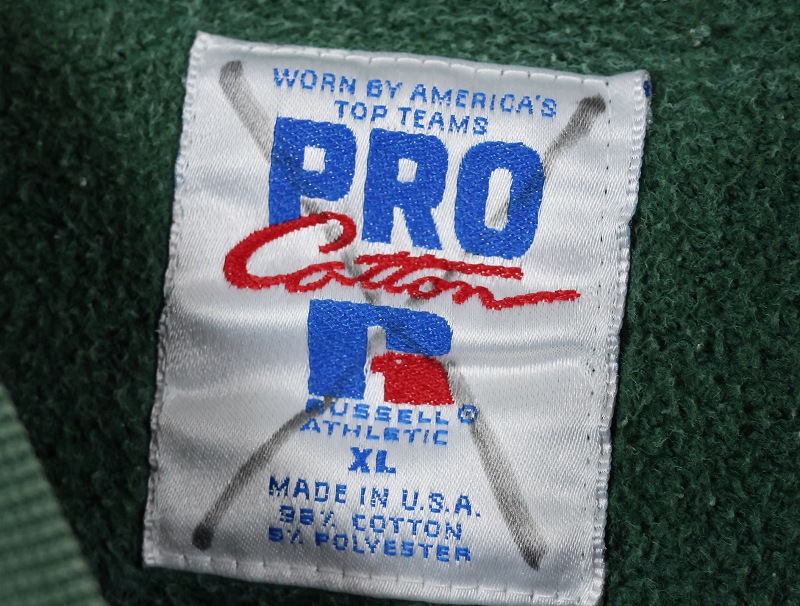 WORN BY AMERICA'S
TOP TEAMS
PRO
Cotton
RUSSELL ®
ATHLETIC
XL
MADE IN U.S.A.
95% COTTON
5% POLYESTER